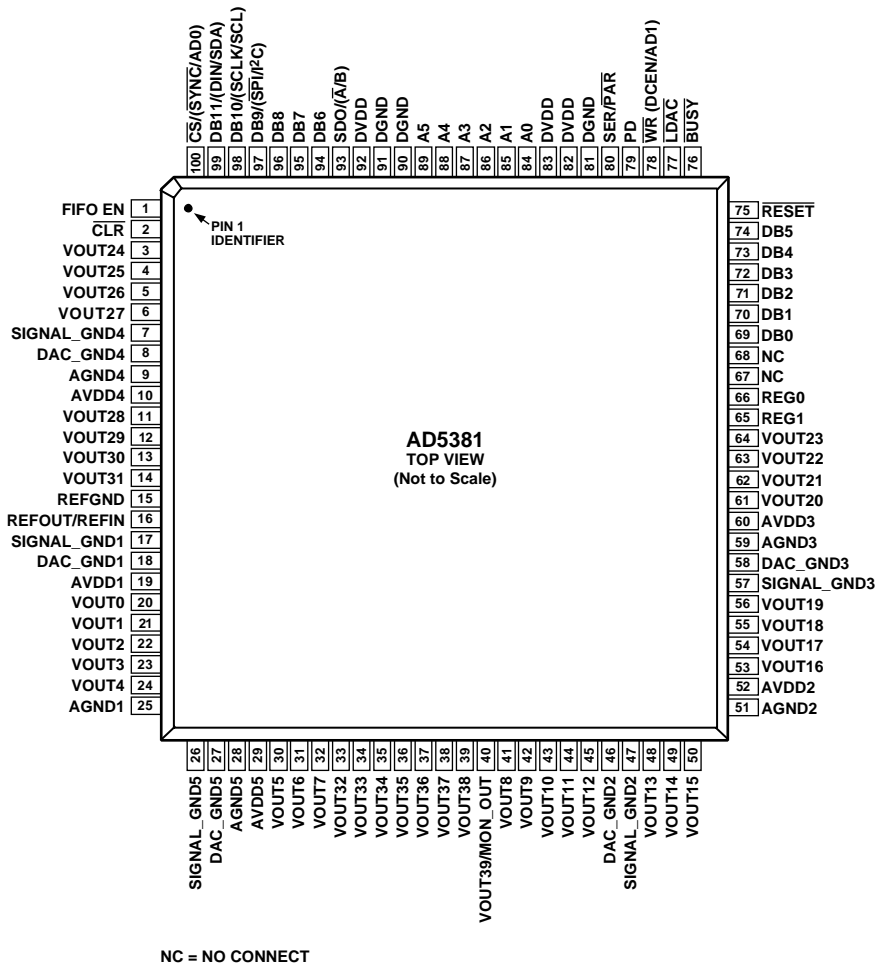 C̅S̅/(S̅Y̅N̅C̅/AD0)
DB11/(DIN/SDA)
DB10/(SCLK/SCL)
DB9/(S̅P̅I̅/I²C)
DB8
DB7
DB6
SDO/(A̅/B)
DVDD
DGND
DGND
A5
A4
A3
A2
A1
A0
DVDD
DVDD
DGND
SER/P̅A̅R̅
PD
W̅R̅ (DCEN/AD1)
L̅D̅A̅C̅
B̅U̅S̅Y̅
100 99 98 97 96 95 94 93 92 91 90 89 88 87 86 85 84 83 82 81 80 79 78 77 76
FIFO EN 1
C̅L̅R̅ 2
VOUT24 3
VOUT25 4
VOUT26 5
VOUT27 6
SIGNAL_GND4 7
DAC_GND4 8
AGND4 9
AVDD4 10
VOUT28 11
VOUT29 12
VOUT30 13
VOUT31 14
REFGND 15
REFOUT/REFIN 16
SIGNAL_GND1 17
DAC_GND1 18
AVDD1 19
VOUT0 20
VOUT1 21
VOUT2 22
VOUT3 23
VOUT4 24
AGND1 25
PIN 1
IDENTIFIER
AD5381
TOP VIEW
(Not to Scale)
75 R̅E̅S̅E̅T̅
74 DB5
73 DB4
72 DB3
71 DB2
70 DB1
69 DB0
68 NC
67 NC
66 REG0
65 REG1
64 VOUT23
63 VOUT22
62 VOUT21
61 VOUT20
60 AVDD3
59 AGND3
58 DAC_GND3
57 SIGNAL_GND3
56 VOUT19
55 VOUT18
54 VOUT17
53 VOUT16
52 AVDD2
51 AGND2
26 27 28 29 30 31 32 33 34 35 36 37 38 39 40 41 42 43 44 45 46 47 48 49 50
SIGNAL_GND5
DAC_GND5
AGND5
AVDD5
VOUT5
VOUT6
VOUT7
VOUT32
VOUT33
VOUT34
VOUT35
VOUT36
VOUT37
VOUT38
VOUT39/MON_OUT
VOUT8
VOUT9
VOUT10
VOUT11
VOUT12
DAC_GND2
SIGNAL_GND2
VOUT13
VOUT14
VOUT15
NC = NO CONNECT